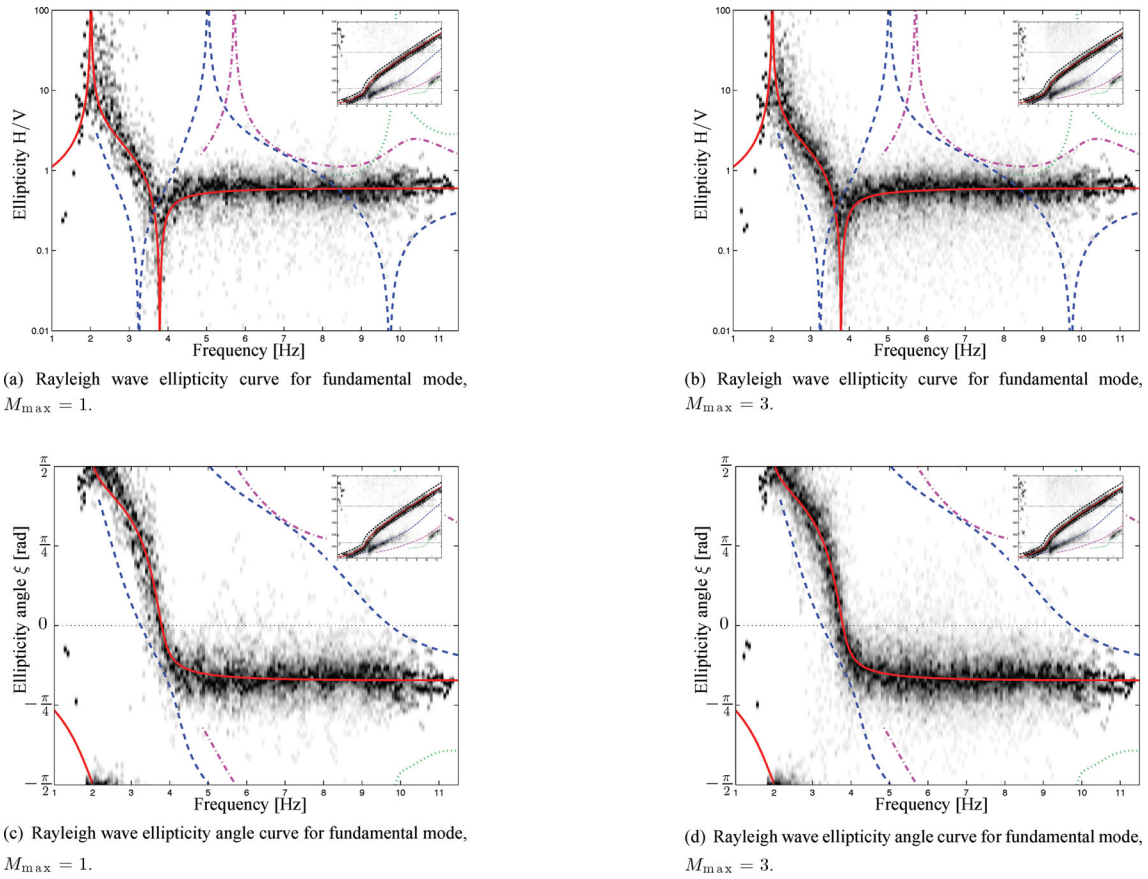 100
10
1
0.1
0.01
Ellipticity H/V
1 2 3 4 5 6 7 8 9 10 11
Frequency [Hz]
(a) Rayleigh wave ellipticity curve for fundamental mode,
M_max = 1.
100
10
1
0.1
0.01
Ellipticity H/V
1 2 3 4 5 6 7 8 9 10 11
Frequency [Hz]
(b) Rayleigh wave ellipticity curve for fundamental mode,
M_max = 3.
π/2
π/4
0
−π/4
−π/2
Ellipticity angle ξ [rad]
1 2 3 4 5 6 7 8 9 10 11
Frequency [Hz]
(c) Rayleigh wave ellipticity angle curve for fundamental mode,
M_max = 1.
π/2
π/4
0
−π/4
−π/2
Ellipticity angle ξ [rad]
1 2 3 4 5 6 7 8 9 10 11
Frequency [Hz]
(d) Rayleigh wave ellipticity angle curve for fundamental mode,
M_max = 3.